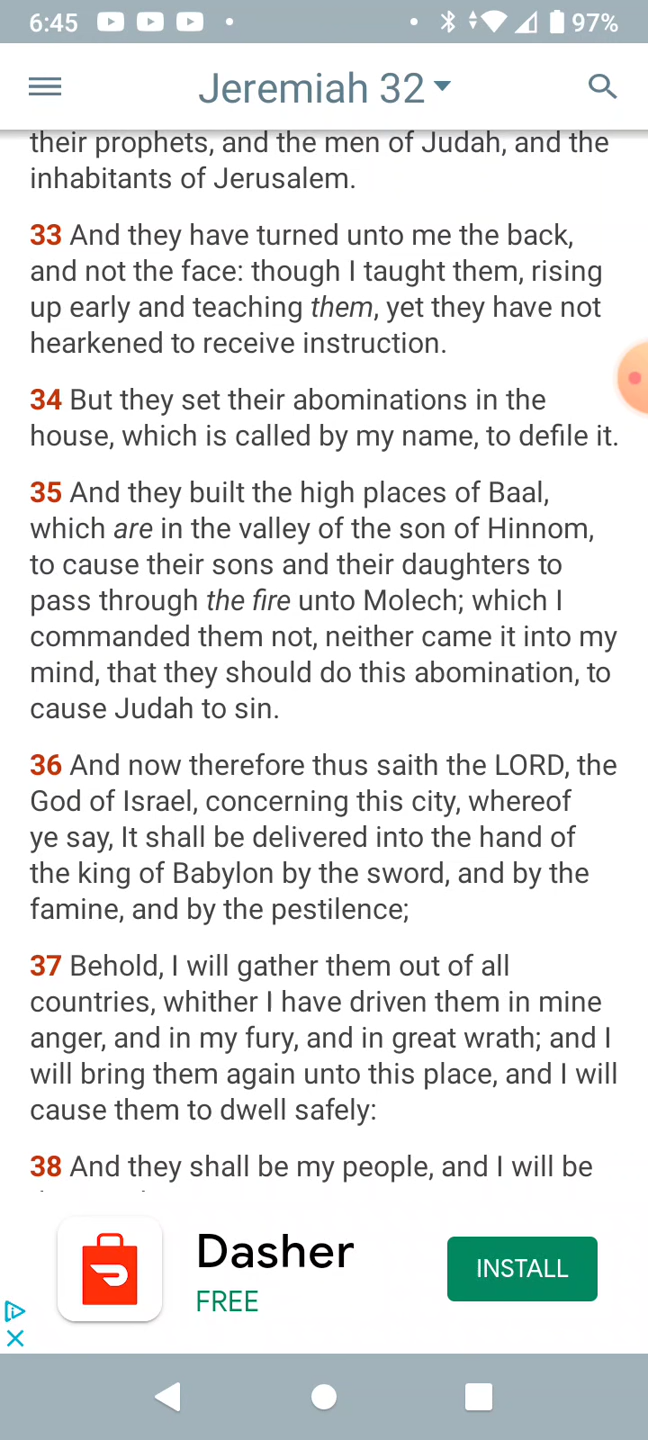 6:45
97%
Jeremiah 32
their prophets, and the men of Judah, and the
inhabitants of Jerusalem.
33 And they have turned unto me the back,
and not the face: though I taught them, rising
up early and teaching them, yet they have not
hearkened to receive instruction.
34 But they set their abominations in the
house, which is called by my name, to defile it.
35 And they built the high places of Baal,
which are in the valley of the son of Hinnom,
to cause their sons and their daughters to
pass through the fire unto Molech; which I
commanded them not, neither came it into my
mind, that they should do this abomination, to
cause Judah to sin.
36 And now therefore thus saith the LORD, the
God of Israel, concerning this city, whereof
ye say, It shall be delivered into the hand of
the king of Babylon by the sword, and by the
famine, and by the pestilence;
37 Behold, I will gather them out of all
countries, whither I have driven them in mine
anger, and in my fury, and in great wrath; and I
will bring them again unto this place, and I will
cause them to dwell safely:
38 And they shall be my people, and I will be
Dasher
FREE
INSTALL